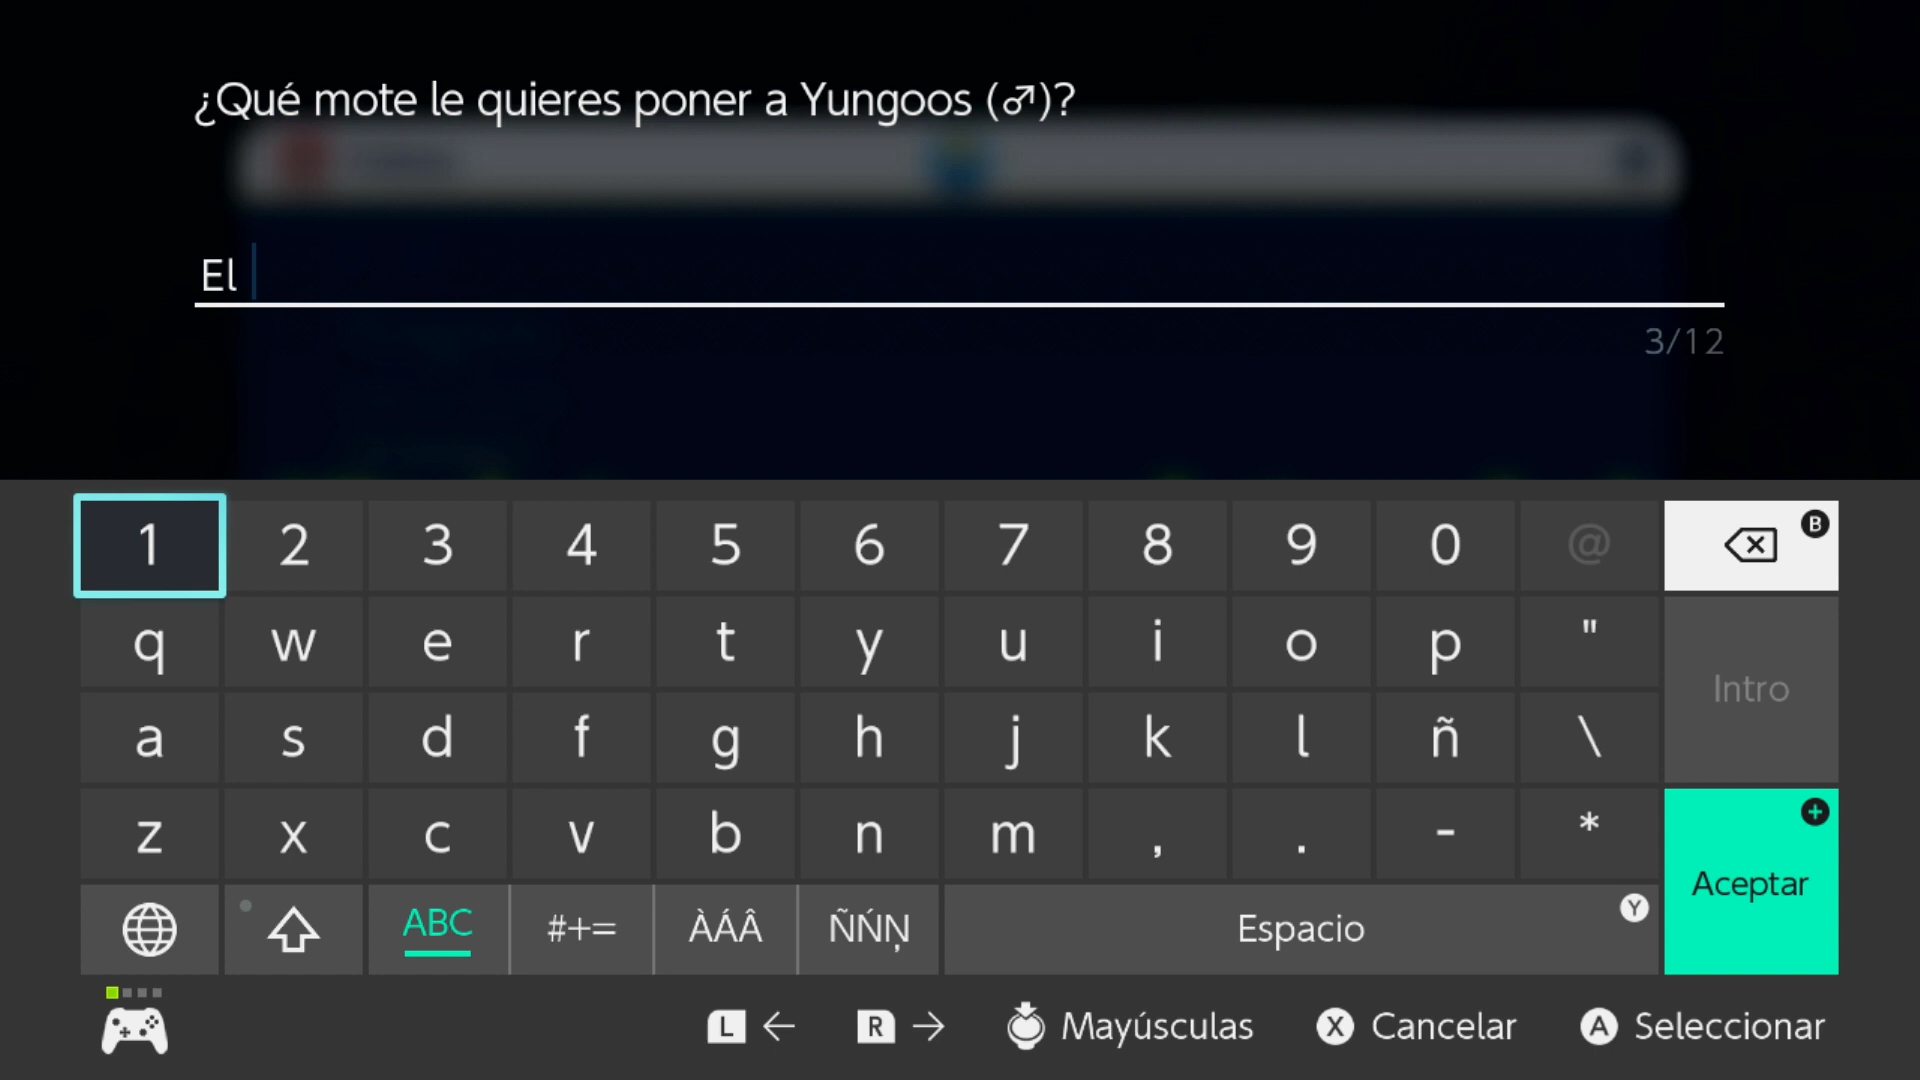 ¿Qué mote le quieres poner a Yungoos (♂)?
El
3/12
1 2 3 4 5 6 7 8 9 0 @ B
q w e r t y u i o p "
Intro
a s d f g h j k l ñ \
z x c v b n m , . - *
+
Aceptar
ABC #+= ÀÁÂ ÑŃŅ Espacio Y
L ← R → Mayúsculas X Cancelar A Seleccionar